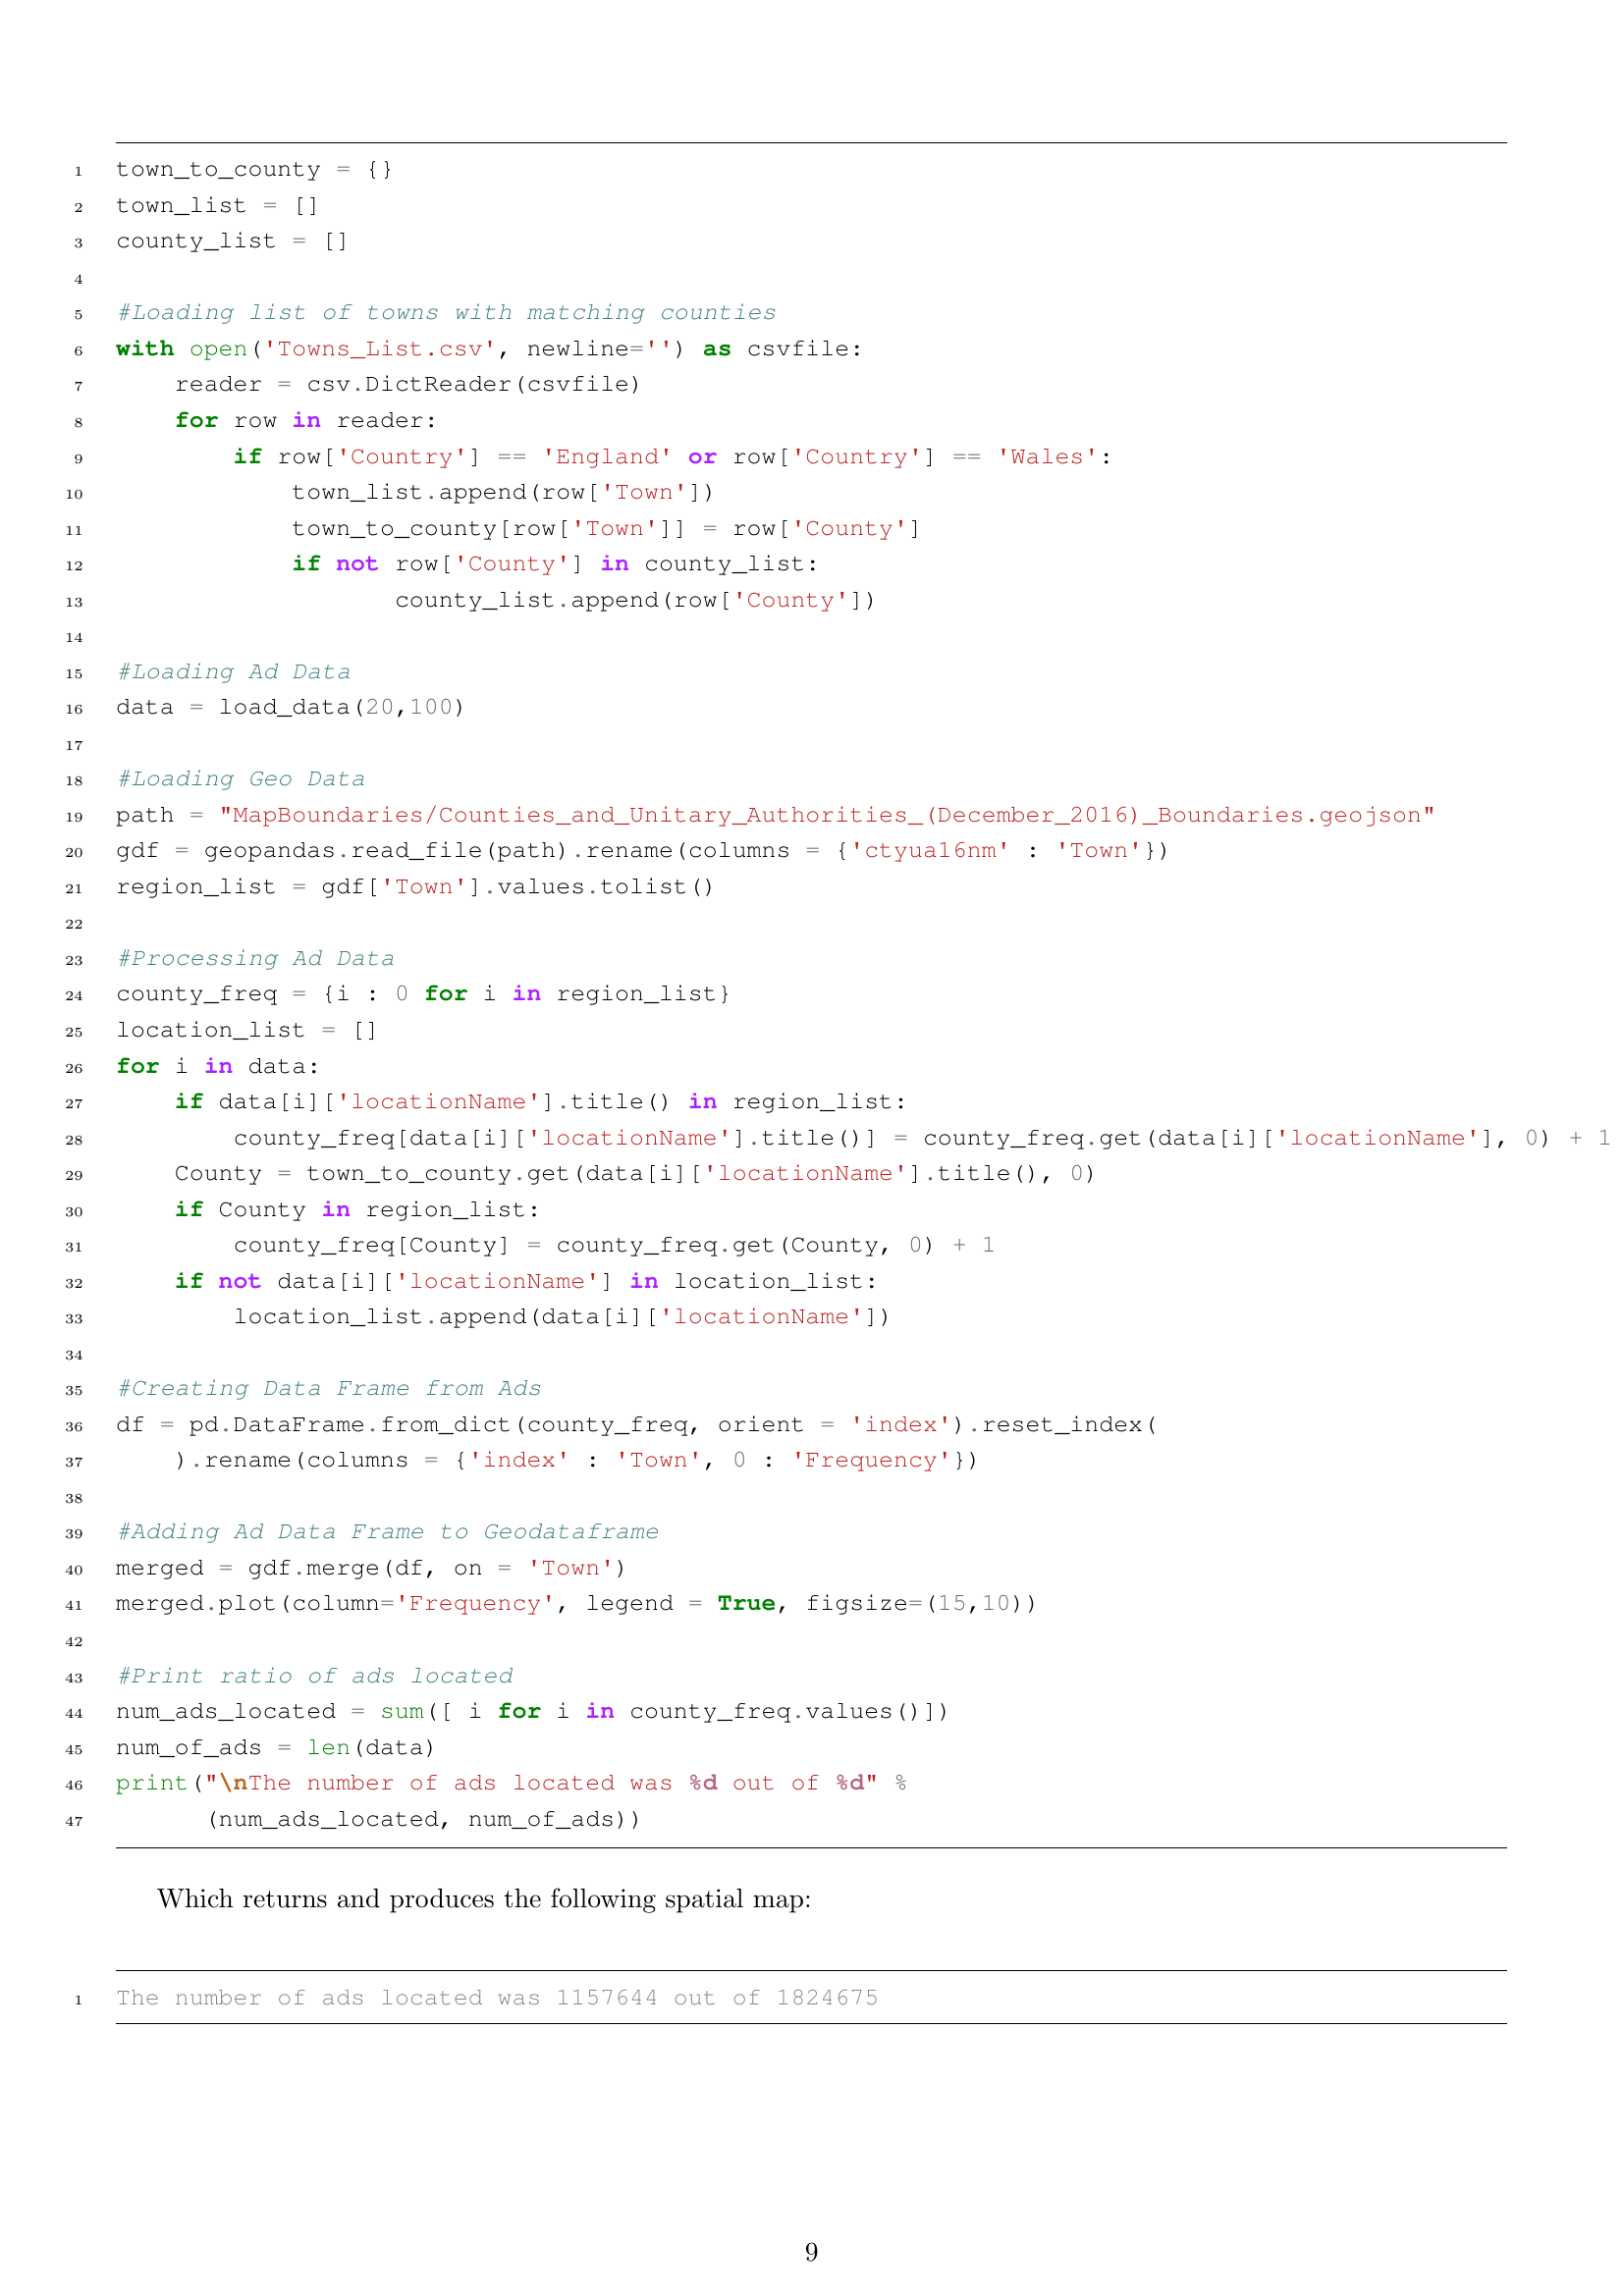 1 town_to_county = {}
2 town_list = []
3 county_list = []
4
5 #Loading list of towns with matching counties
6 with open('Towns_List.csv', newline='') as csvfile:
7     reader = csv.DictReader(csvfile)
8     for row in reader:
9         if row['Country'] == 'England' or row['Country'] == 'Wales':
10             town_list.append(row['Town'])
11             town_to_county[row['Town']] = row['County']
12             if not row['County'] in county_list:
13                    county_list.append(row['County'])
14
15 #Loading Ad Data
16 data = load_data(20,100)
17
18 #Loading Geo Data
19 path = "MapBoundaries/Counties_and_Unitary_Authorities_(December_2016)_Boundaries.geojson"
20 gdf = geopandas.read_file(path).rename(columns = {'ctyua16nm' : 'Town'})
21 region_list = gdf['Town'].values.tolist()
22
23 #Processing Ad Data
24 county_freq = {i : 0 for i in region_list}
25 location_list = []
26 for i in data:
27     if data[i]['locationName'].title() in region_list:
28         county_freq[data[i]['locationName'].title()] = county_freq.get(data[i]['locationName'], 0) + 1
29     County = town_to_county.get(data[i]['locationName'].title(), 0)
30     if County in region_list:
31         county_freq[County] = county_freq.get(County, 0) + 1
32     if not data[i]['locationName'] in location_list:
33         location_list.append(data[i]['locationName'])
34
35 #Creating Data Frame from Ads
36 df = pd.DataFrame.from_dict(county_freq, orient = 'index').reset_index(
37     ).rename(columns = {'index' : 'Town', 0 : 'Frequency'})
38
39 #Adding Ad Data Frame to Geodataframe
40 merged = gdf.merge(df, on = 'Town')
41 merged.plot(column='Frequency', legend = True, figsize=(15,10))
42
43 #Print ratio of ads located
44 num_ads_located = sum([ i for i in county_freq.values()])
45 num_of_ads = len(data)
46 print("\nThe number of ads located was %d out of %d" %
47       (num_ads_located, num_of_ads))
Which returns and produces the following spatial map:
1 The number of ads located was 1157644 out of 1824675
9